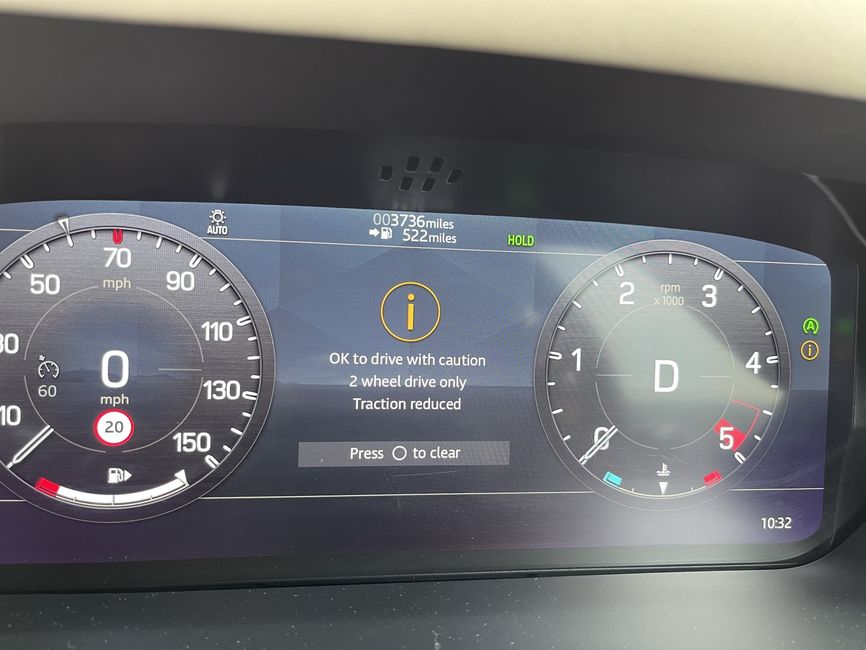 AUTO
003736miles
522miles
HOLD
50
70
90
mph
110
130
150
10
0
mph
60
20
OK to drive with caution
2 wheel drive only
Traction reduced
Press O to clear
rpm
x 1000
0
1
2
3
4
5
D
A
i
i
10:32